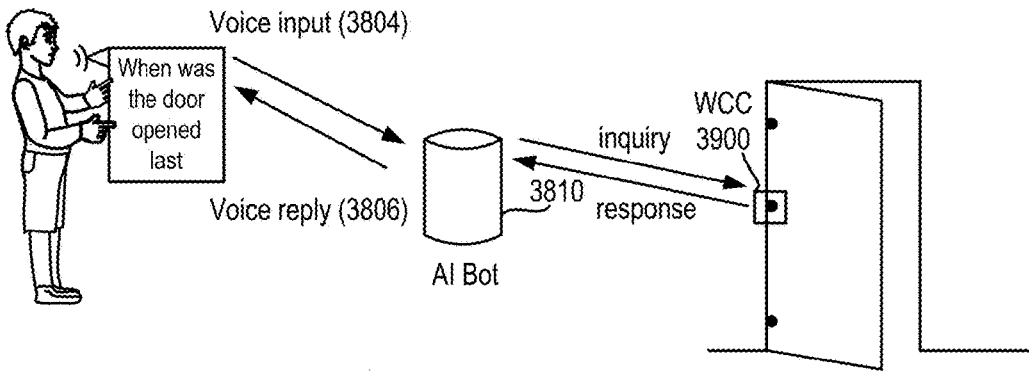 Voice input (3804)
When was
the door
opened
last
WCC
3900
inquiry
3810
response
Voice reply (3806)
AI Bot